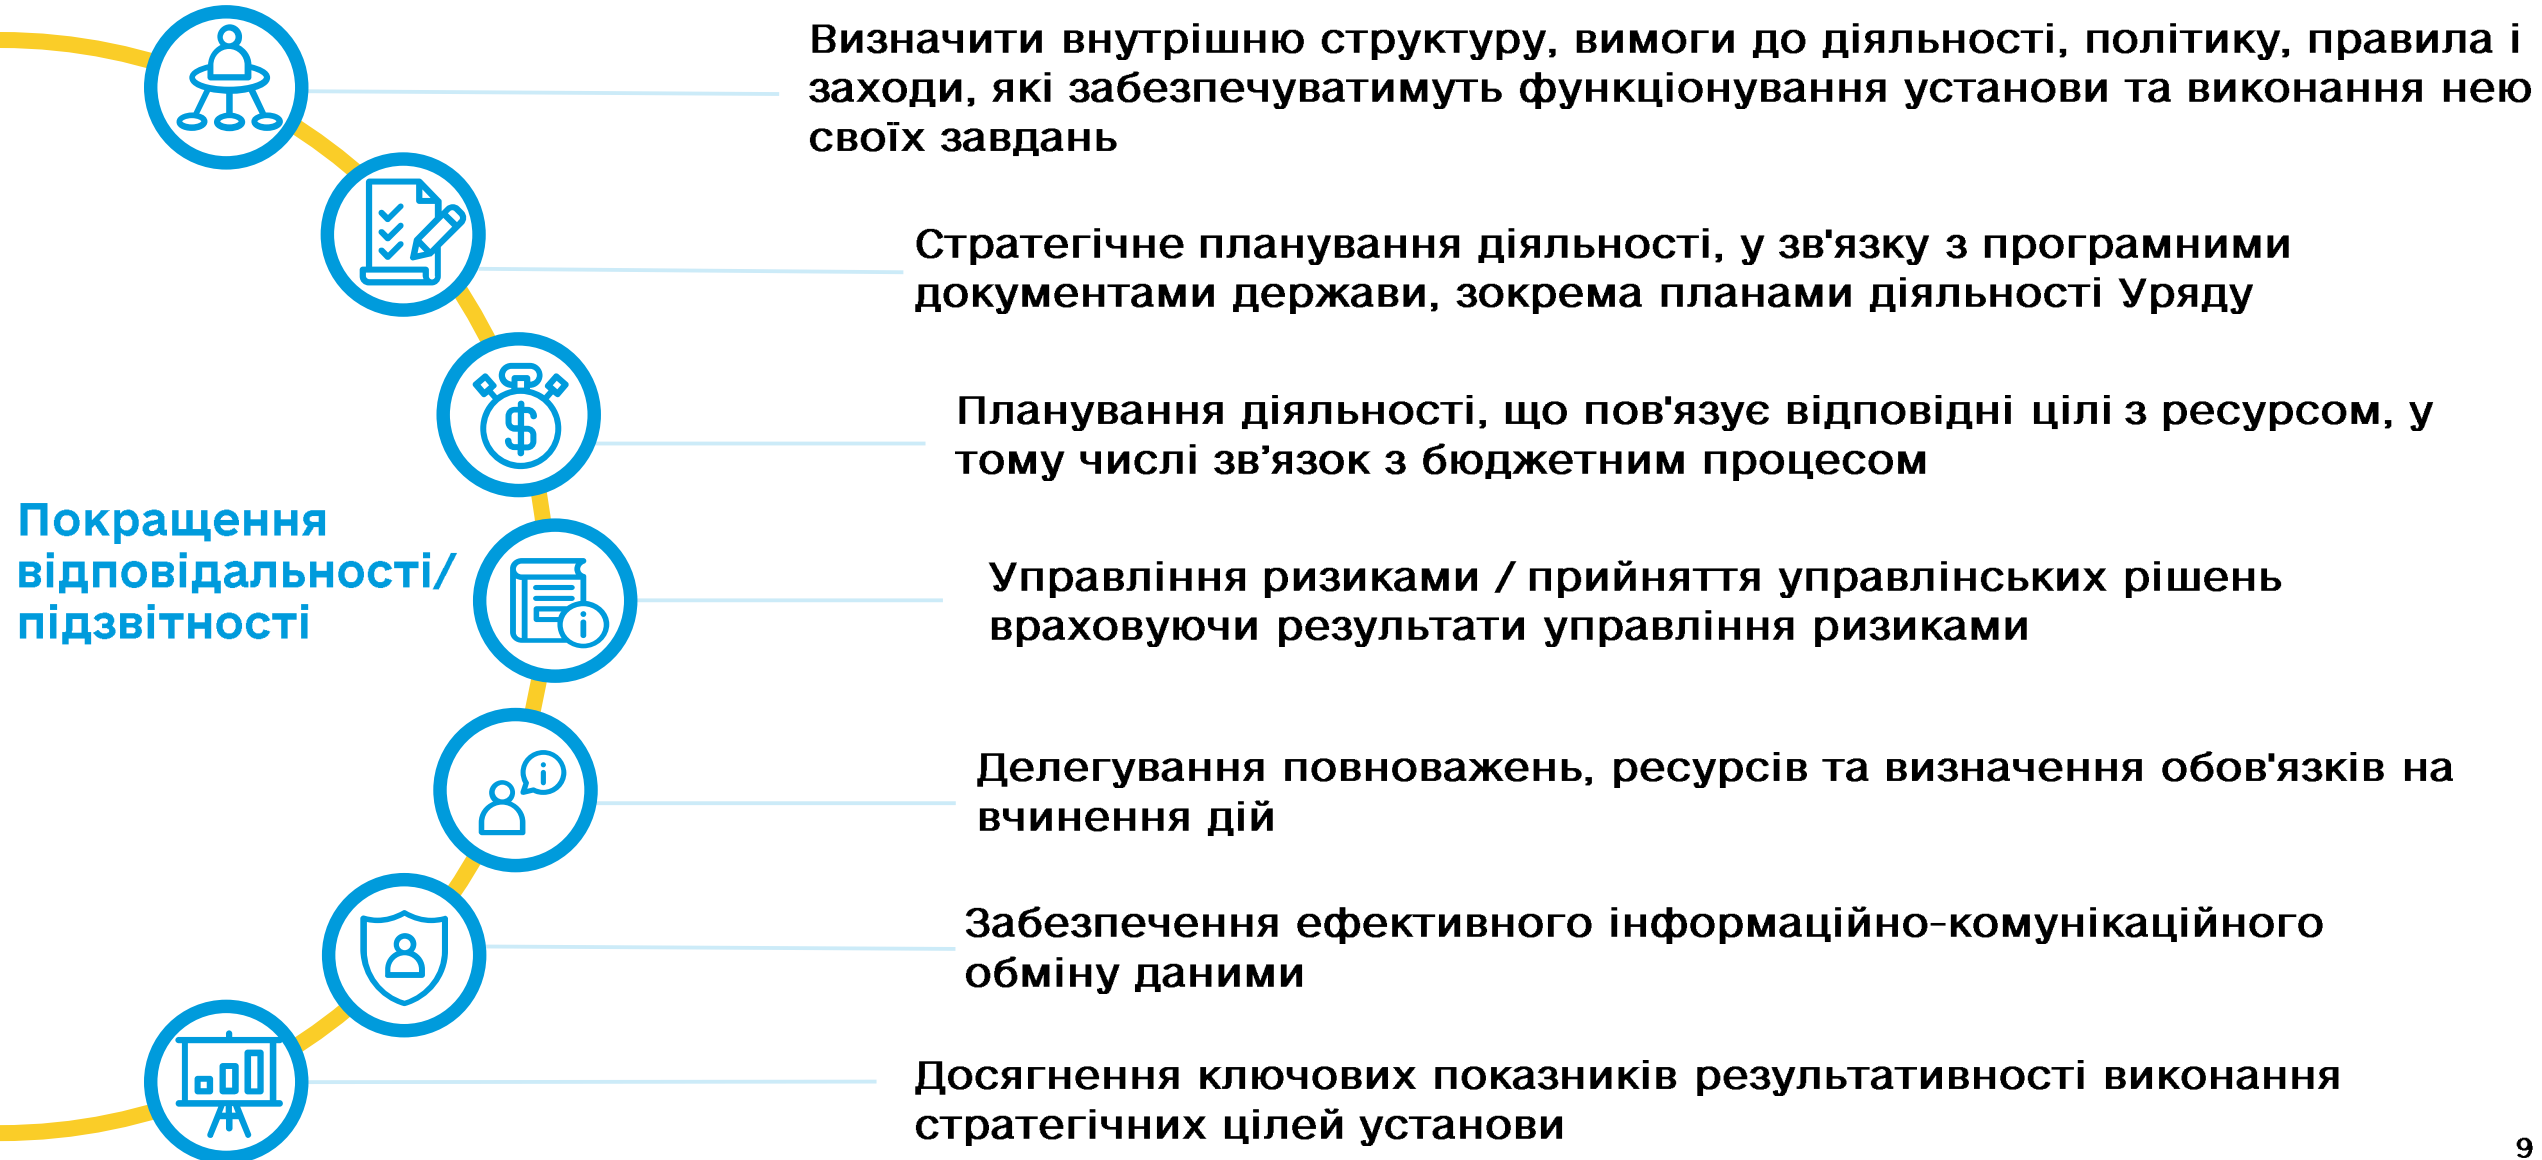 Визначити внутрішню структуру, вимоги до діяльності, політику, правила і
заходи, які забезпечуватимуть функціонування установи та виконання нею
своїх завдань
Стратегічне планування діяльності, у зв'язку з програмними
документами держави, зокрема планами діяльності Уряду
$
Планування діяльності, що пов'язує відповідні цілі з ресурсом, у
тому числі зв’язок з бюджетним процесом
Покращення
відповідальності/
підзвітності
i
Управління ризиками / прийняття управлінських рішень
враховуючи результати управління ризиками
i
Делегування повноважень, ресурсів та визначення обов'язків на
вчинення дій
Забезпечення ефективного інформаційно-комунікаційного
обміну даними
Досягнення ключових показників результативності виконання
стратегічних цілей установи
9